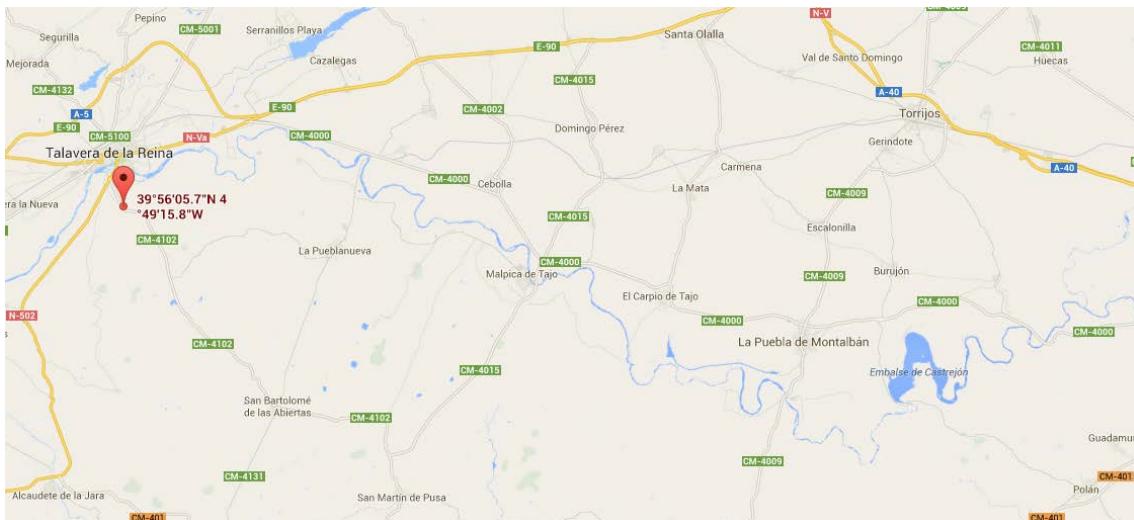 Pepino
CM-5001
Segurilla
Serranillos Playa
N-V
Santa Olalla
CM-4011
Huecas
Mejorada
Cazalegas
E-90
Val de Santo Domingo
CM-4015
CM-4132
A-40
E-90
CM-4002
A-5
Torrijos
E-90
CM-5100
N-Va
CM-4000
Domingo Pérez
Gerindote
Talavera de la Reina
Carmena
A-40
CM-4000
Cebolla
La Mata
CM-4009
39°56'05.7"N 4
°49'15.8"W
era la Nueva
CM-4015
Escalonilla
CM-4102
La Pueblanueva
CM-4000
Malpica de Tajo
CM-4009
Burujón
El Carpio de Tajo
CM-4000
N-502
CM-4000
CM-4000
s
CM-4102
La Puebla de Montalbán
CM-4015
Embalse de Castrejón
San Bartolomé
de las Abiertas
CM-4102
Guadamu
CM-4009
CM-4131
CM-401
Alcaudete de la Jara
San Martín de Pusa
Polán
CM-401
CM-401